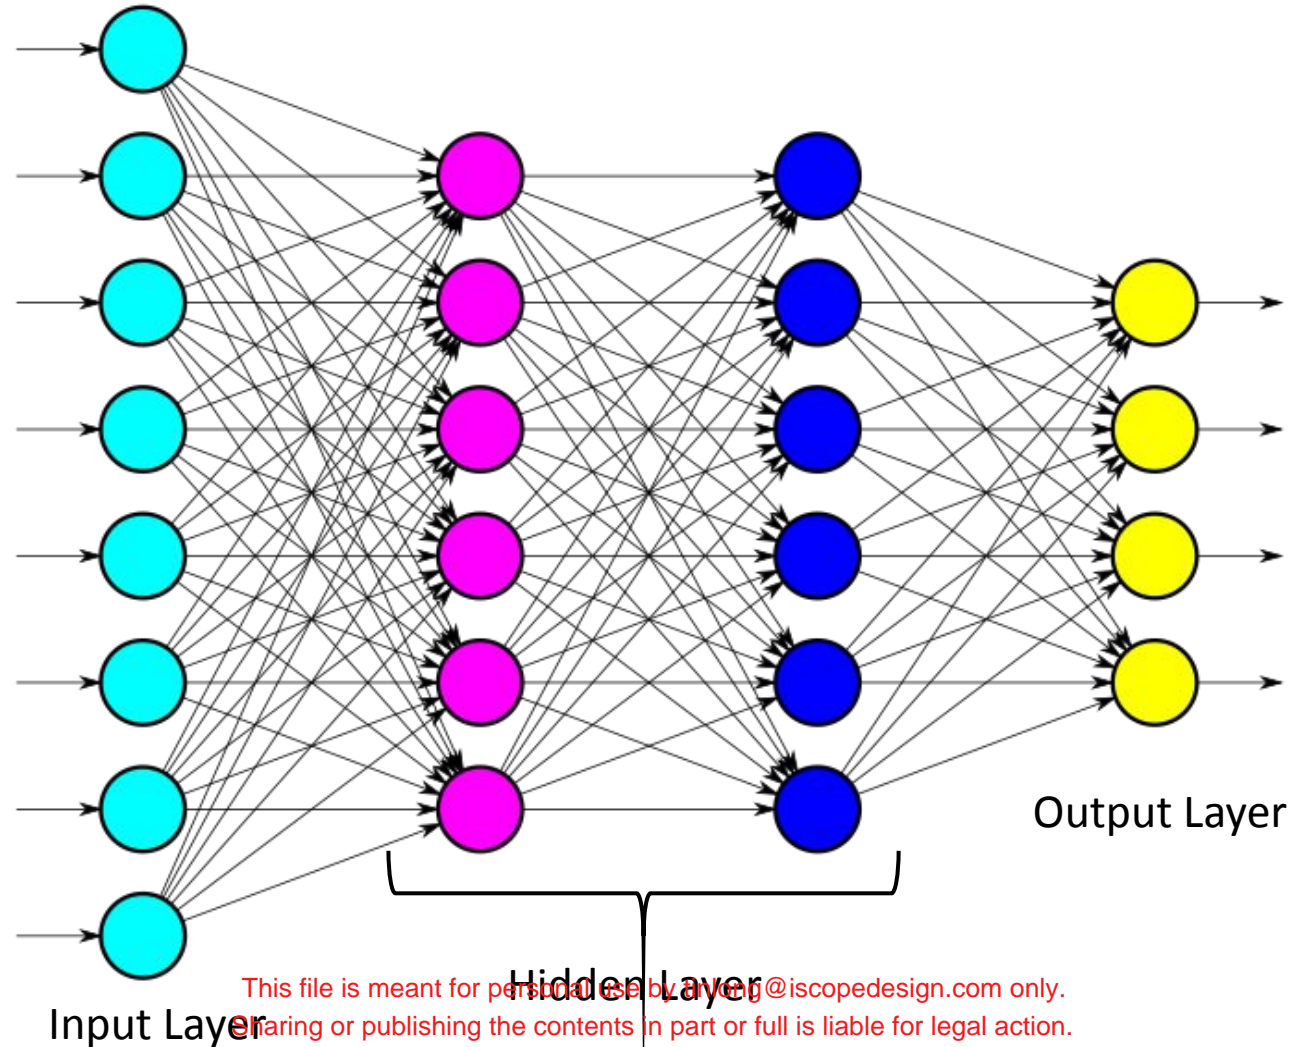 Output Layer
Hidden Layer
This file is meant for personal use by tinlong@iscopedesign.com only.
Input Layer
Sharing or publishing the contents in part or full is liable for legal action.